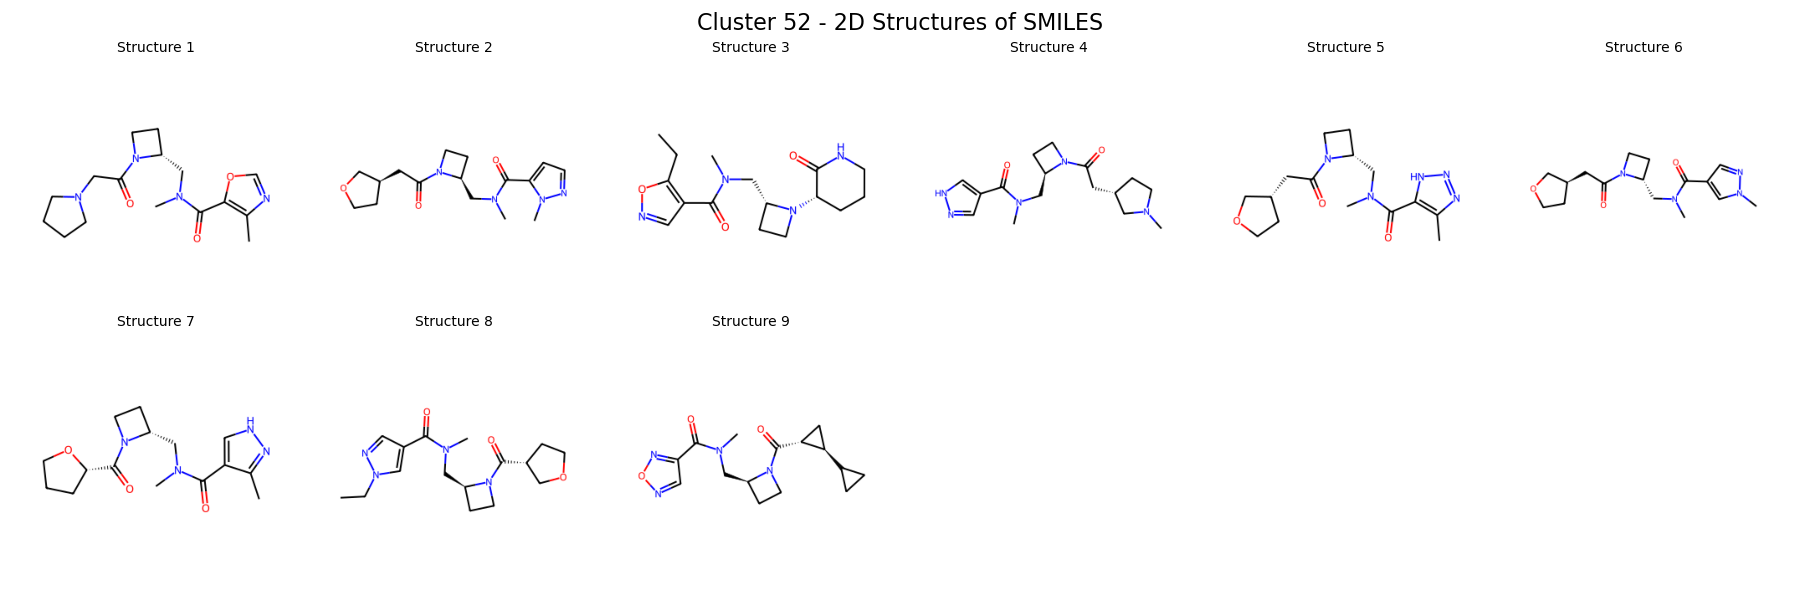 Cluster 52 - 2D Structures of SMILES
Structure 1
Structure 2
Structure 3
Structure 4
Structure 5
Structure 6
N
O
N
N
O
O
N
O
N
O
N
O
N
N
O
N
O
N
O
N
O
NH
HN
N
O
N
N
O
N
O
N
O
N
O
HN
N
N
O
N
O
N
O
N
N
Structure 7
Structure 8
Structure 9
O
O
N
N
O
H
N
N
N
N
O
N
O
N
O
O
N
N
O
N
N
O